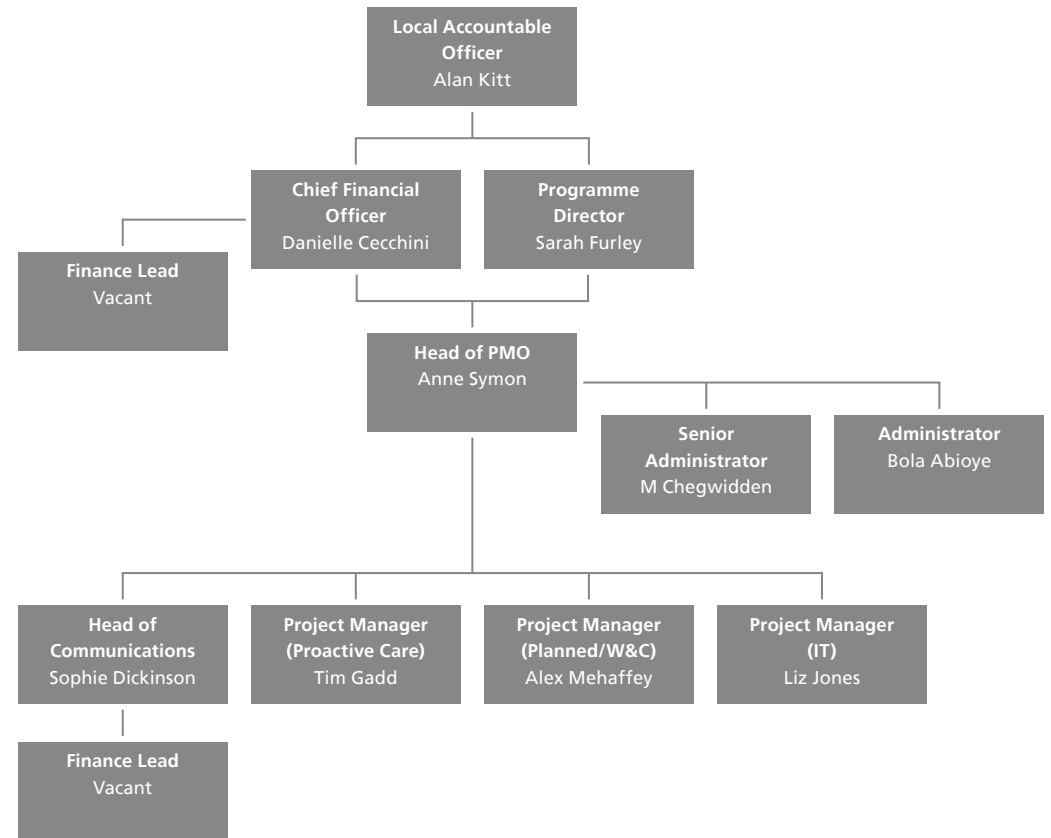 Local Accountable
Officer
Alan Kitt
Chief Financial
Officer
Danielle Cecchini
Programme
Director
Sarah Furley
Finance Lead
Vacant
Head of PMO
Anne Symon
Senior
Administrator
M Chegwidden
Administrator
Bola Abioye
Head of
Communications
Sophie Dickinson
Project Manager
(Proactive Care)
Tim Gadd
Project Manager
(Planned/W&C)
Alex Mehaffey
Project Manager
(IT)
Liz Jones
Finance Lead
Vacant